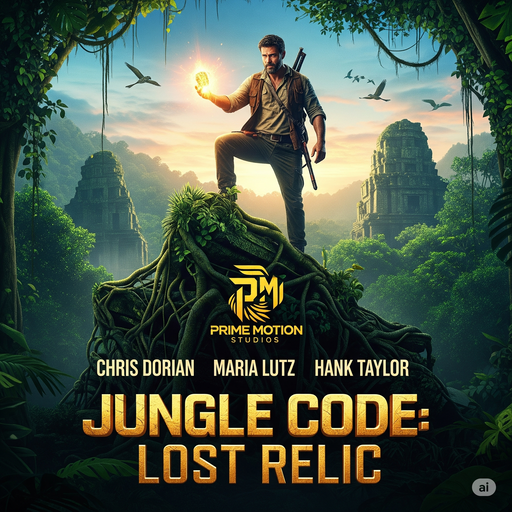 PM
PRIME MOTION
STUDIOS
CHRIS DORIAN MARIA LUTZ HANK TAYLOR
JUNGLE CODE:
LOST RELIC
ai